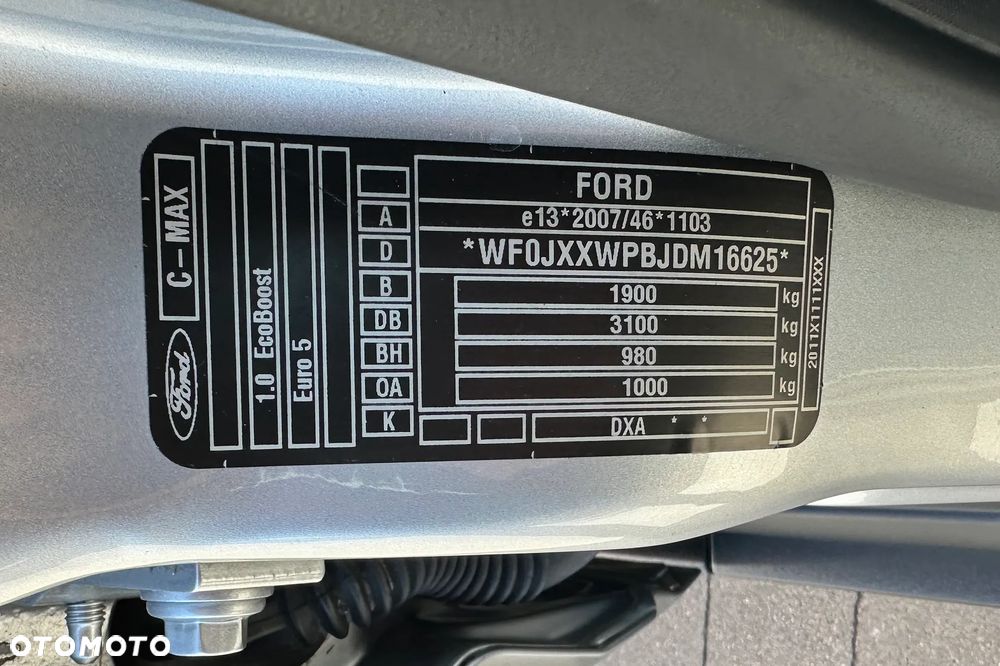 C-MAX
Ford
1.0 EcoBoost
Euro 5
A
D
B
DB
BH
OA
K
FORD
e13*2007/46*1103
*WF0JXXWPBJDM16625*
1900 kg
3100 kg
980 kg
1000 kg
DXA * *
2011X1111XXX
OTOMOTO